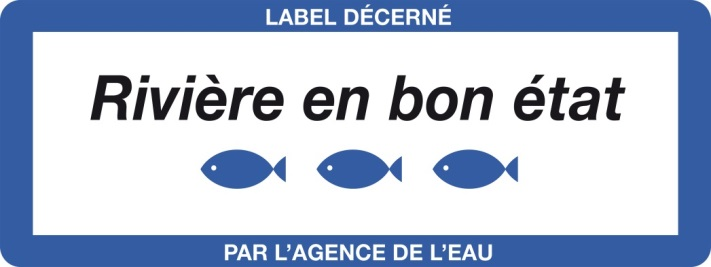 LABEL DÉCERNÉ
Rivière en bon état
PAR L’AGENCE DE L’EAU